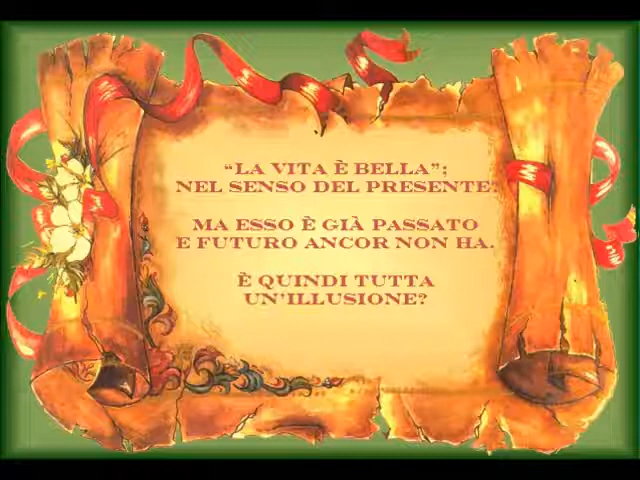 “LA VITA È BELLA”;
NEL SENSO DEL PRESENTE!
MA ESSO È GIÀ PASSATO
E FUTURO ANCOR NON HA.
È QUINDI TUTTA
UN'ILLUSIONE?